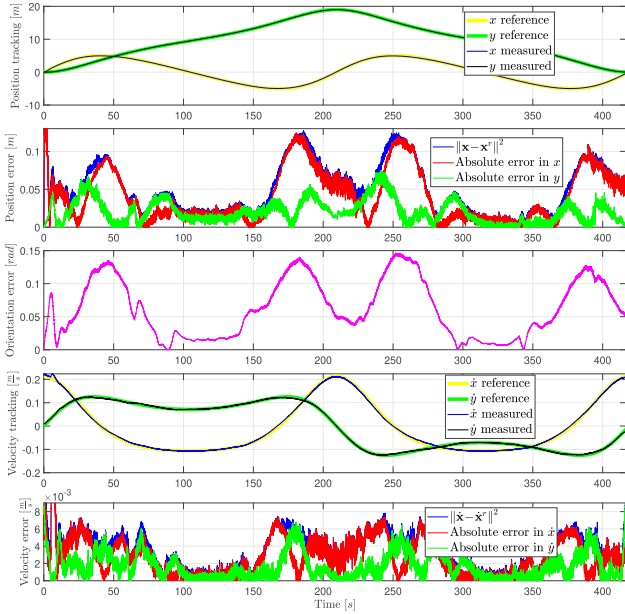 Position tracking [m]
20
10
0
-10
x reference
y reference
x measured
y measured
0 50 100 150 200 250 300 350 400
Position error [m]
0.1
0.05
0
‖x−xʳ‖²
Absolute error in x
Absolute error in y
0 50 100 150 200 250 300 350 400
Orientation error [rad]
0.15
0.1
0.05
0
0 50 100 150 200 250 300 350 400
Velocity tracking [m/s]
0.2
0.1
0
-0.1
-0.2
ẋ reference
ẏ reference
ẋ measured
ẏ measured
0 50 100 150 200 250 300 350 400
Velocity error [m/s]
×10⁻³
8
6
4
2
0
‖ẋ−ẋʳ‖²
Absolute error in ẋ
Absolute error in ẏ
0 50 100 150 200 250 300 350 400
Time [s]